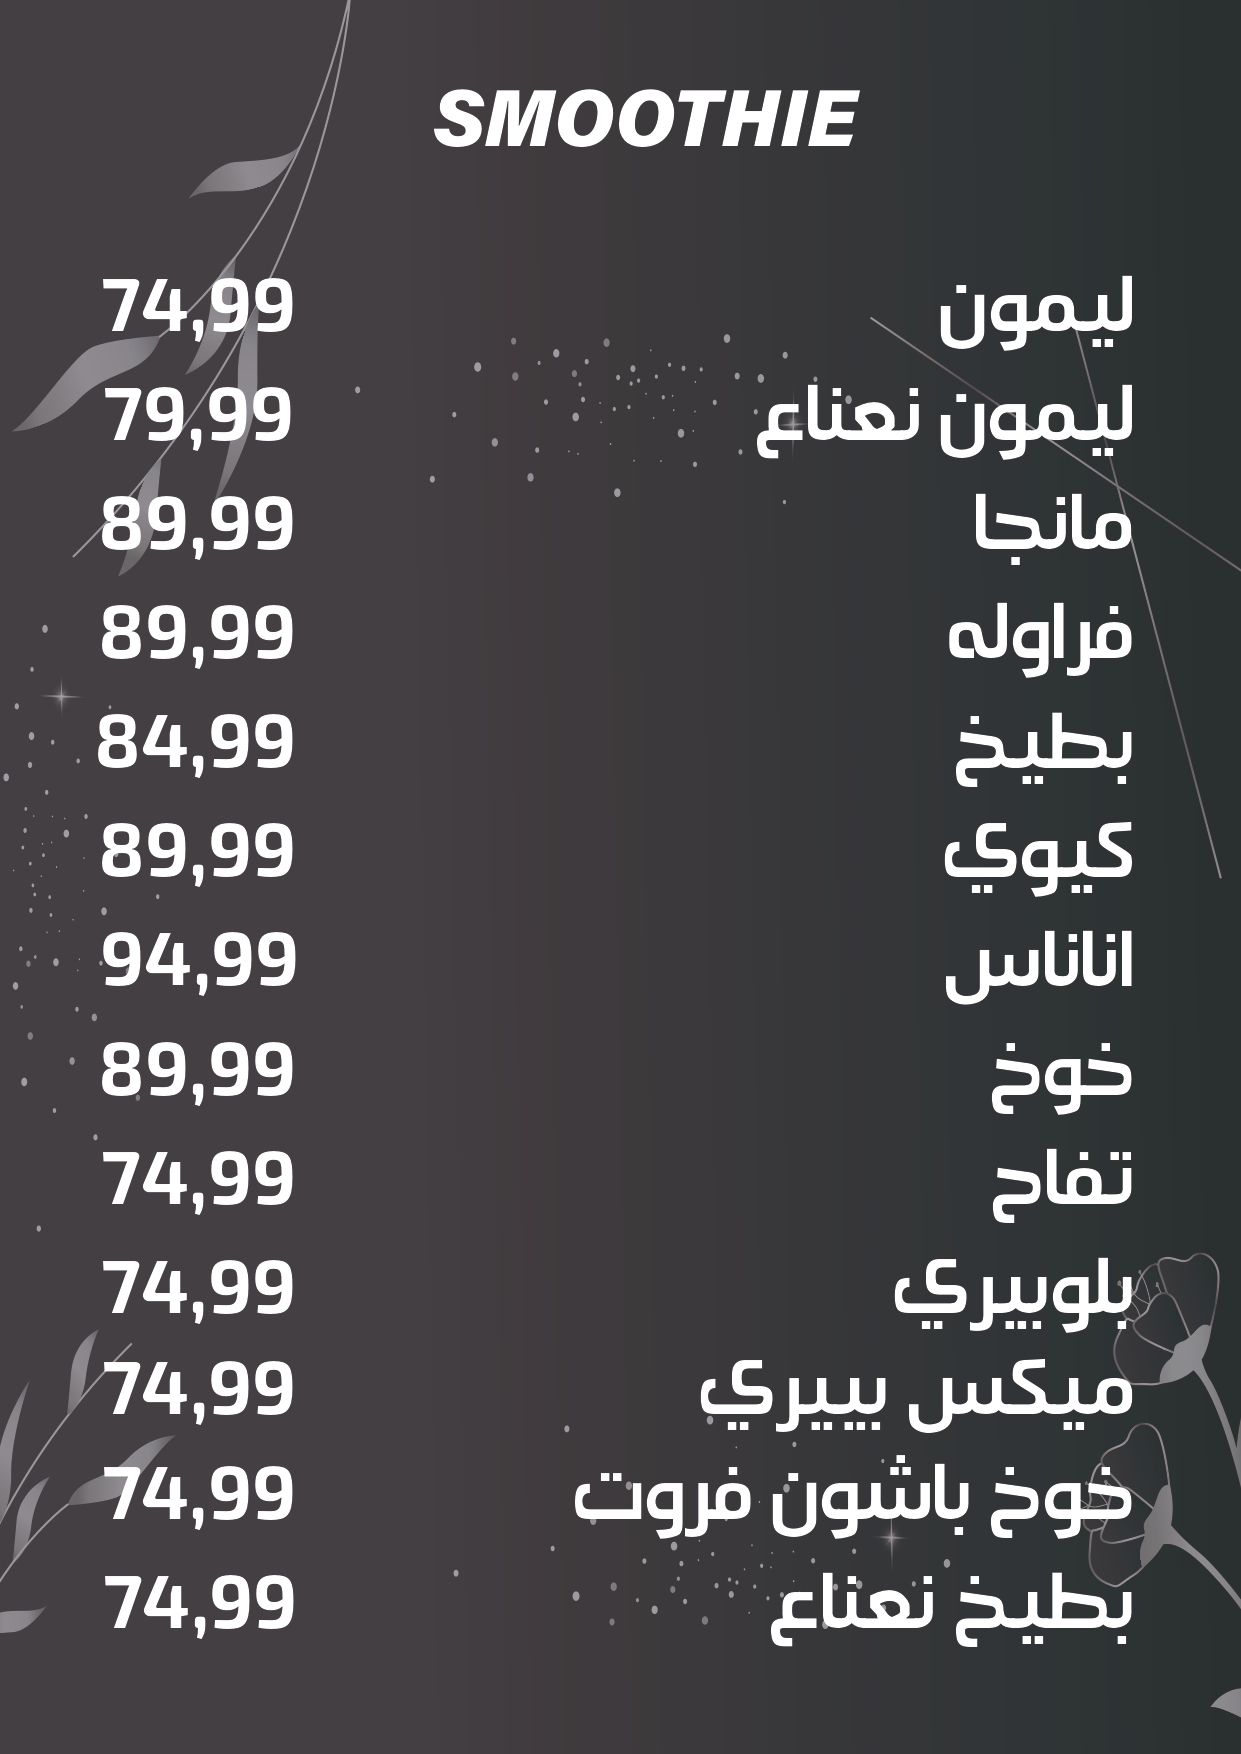 SMOOTHIE
ليمون 74,99
ليمون نعناع 79,99
مانجا 89,99
فراوله 89,99
بطيخ 84,99
كيوي 89,99
اناناس 94,99
خوخ 89,99
تفاح 74,99
بلوبيري 74,99
ميكس بييري 74,99
خوخ باشون فروت 74,99
بطيخ نعناع 74,99